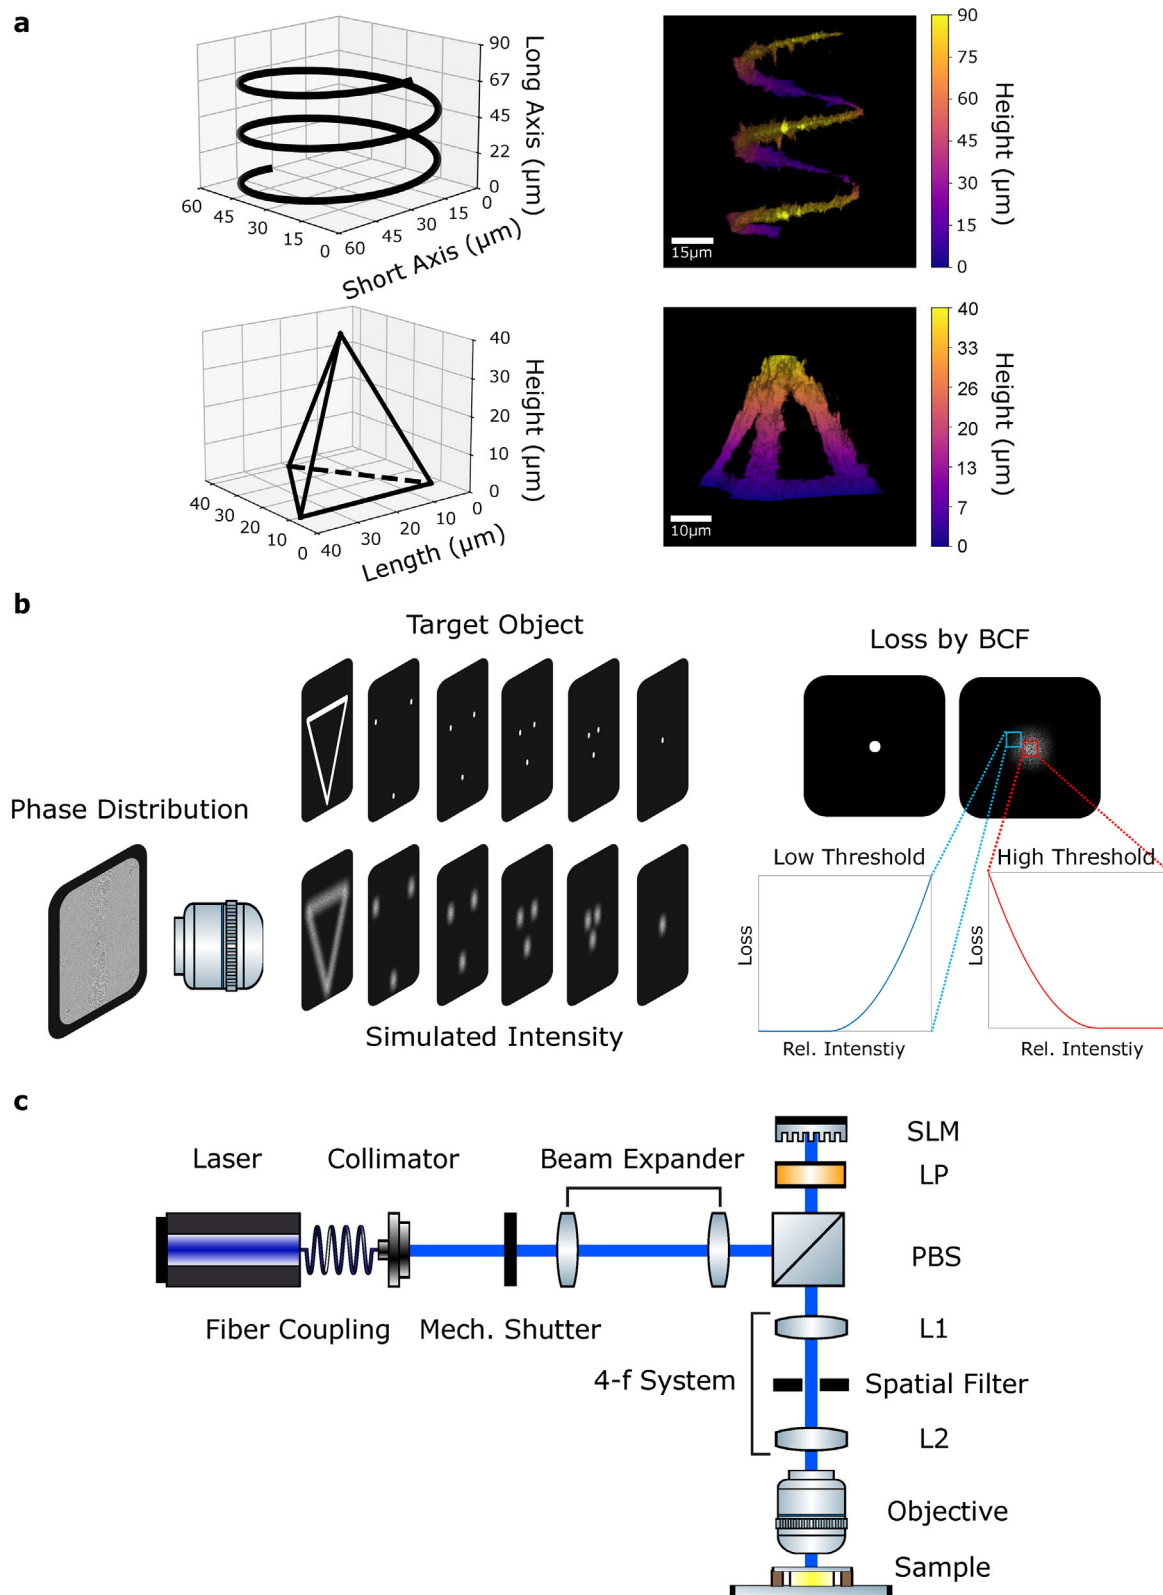 a
90
67
45
22
0
Long Axis (µm)
60
45
30
15
0
60
45
30
15
0
Short Axis (µm)
15µm
90
75
60
45
30
15
0
Height (µm)
40
30
20
10
0
Height (µm)
40
30
20
10
0
40
30
20
10
0
Length (µm)
10µm
40
33
26
20
13
7
0
Height (µm)
b
Target Object
Loss by BCF
Phase Distribution
Low Threshold
High Threshold
Loss
Loss
Simulated Intensity
Rel. Intenstiy
Rel. Intenstiy
c
SLM
Laser
Collimator
Beam Expander
LP
PBS
Fiber Coupling
Mech. Shutter
L1
4-f System
Spatial Filter
L2
Objective
Sample